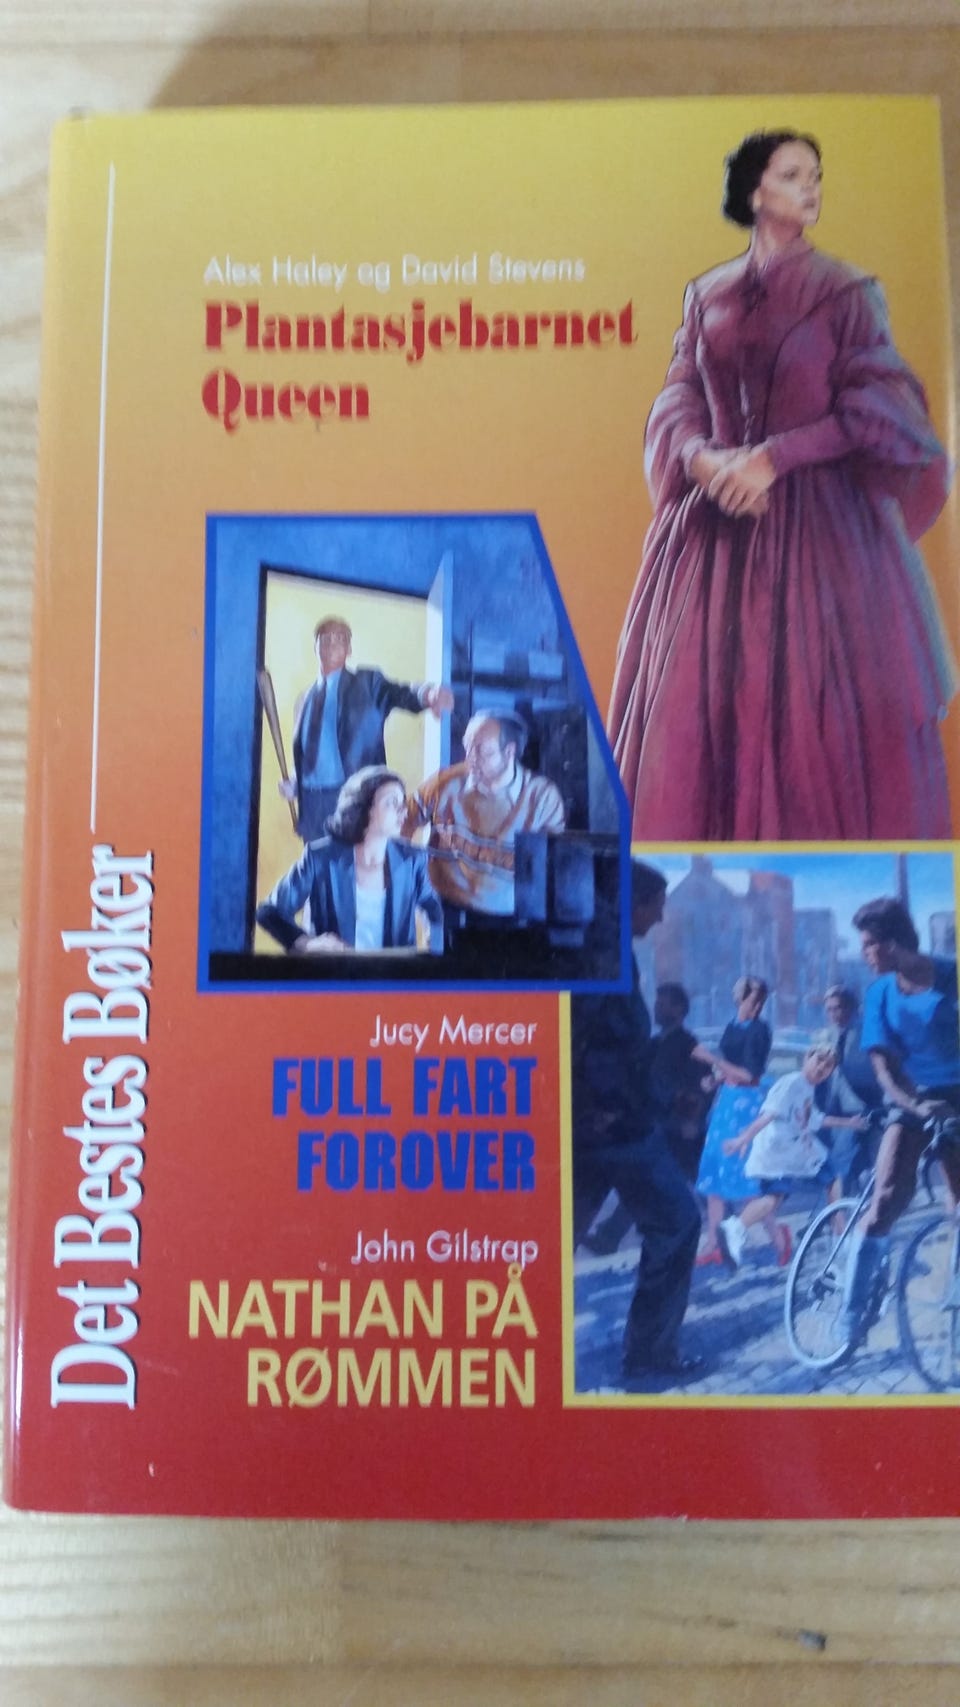 Alex Haley og David Stevens
Plantasjebarnet
Queen
Jucy Mercer
FULL FART
FOROVER
John Gilstrap
NATHAN PÅ
RØMMEN
Det Bestes Bøker